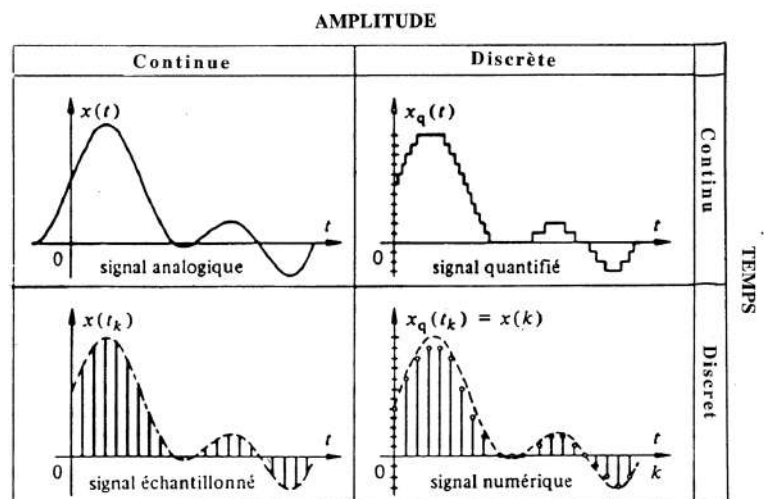 AMPLITUDE
Continue
Discrète
x(t)
t
0
signal analogique
x_q(t)
t
0
signal quantifié
Continu
TEMPS
x(t_k)
t
0
signal échantillonné
x_q(t_k) = x(k)
t
0
k
signal numérique
Discret